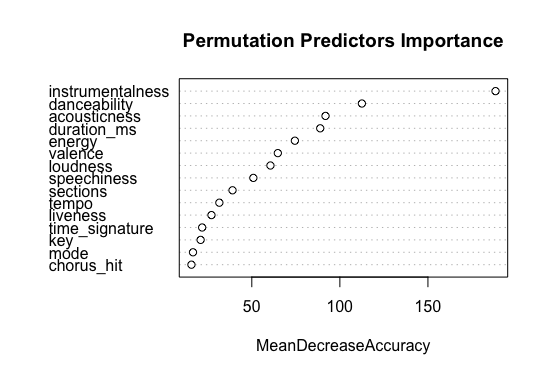 Permutation Predictors Importance
instrumentalness
danceability
acousticness
duration_ms
energy
valence
loudness
speechiness
sections
tempo
liveness
time_signature
key
mode
chorus_hit
50 100 150
MeanDecreaseAccuracy